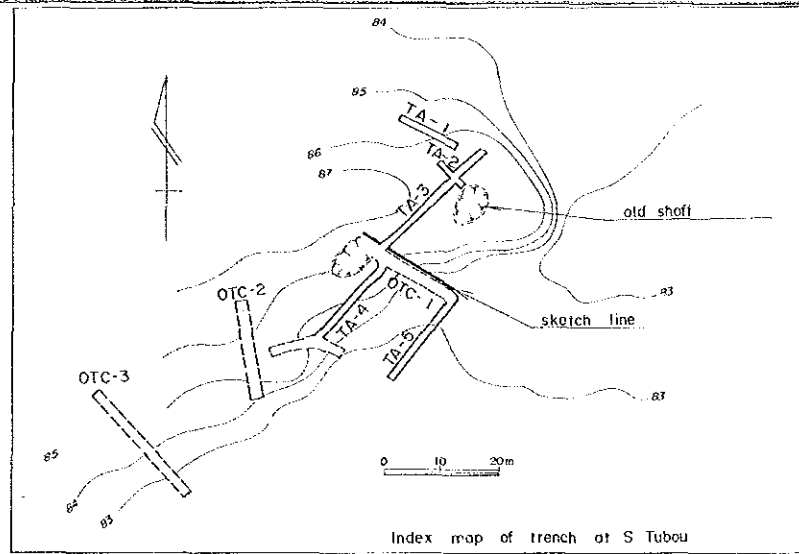 84
85
TA-1
86
TA-2
87
TA-3
old shaft
OTC-2
OTC-1
83
sketch line
TA-4
TA-5
OTC-3
83
0 10 20m
85
84
83
Index map of trench at S Tubou